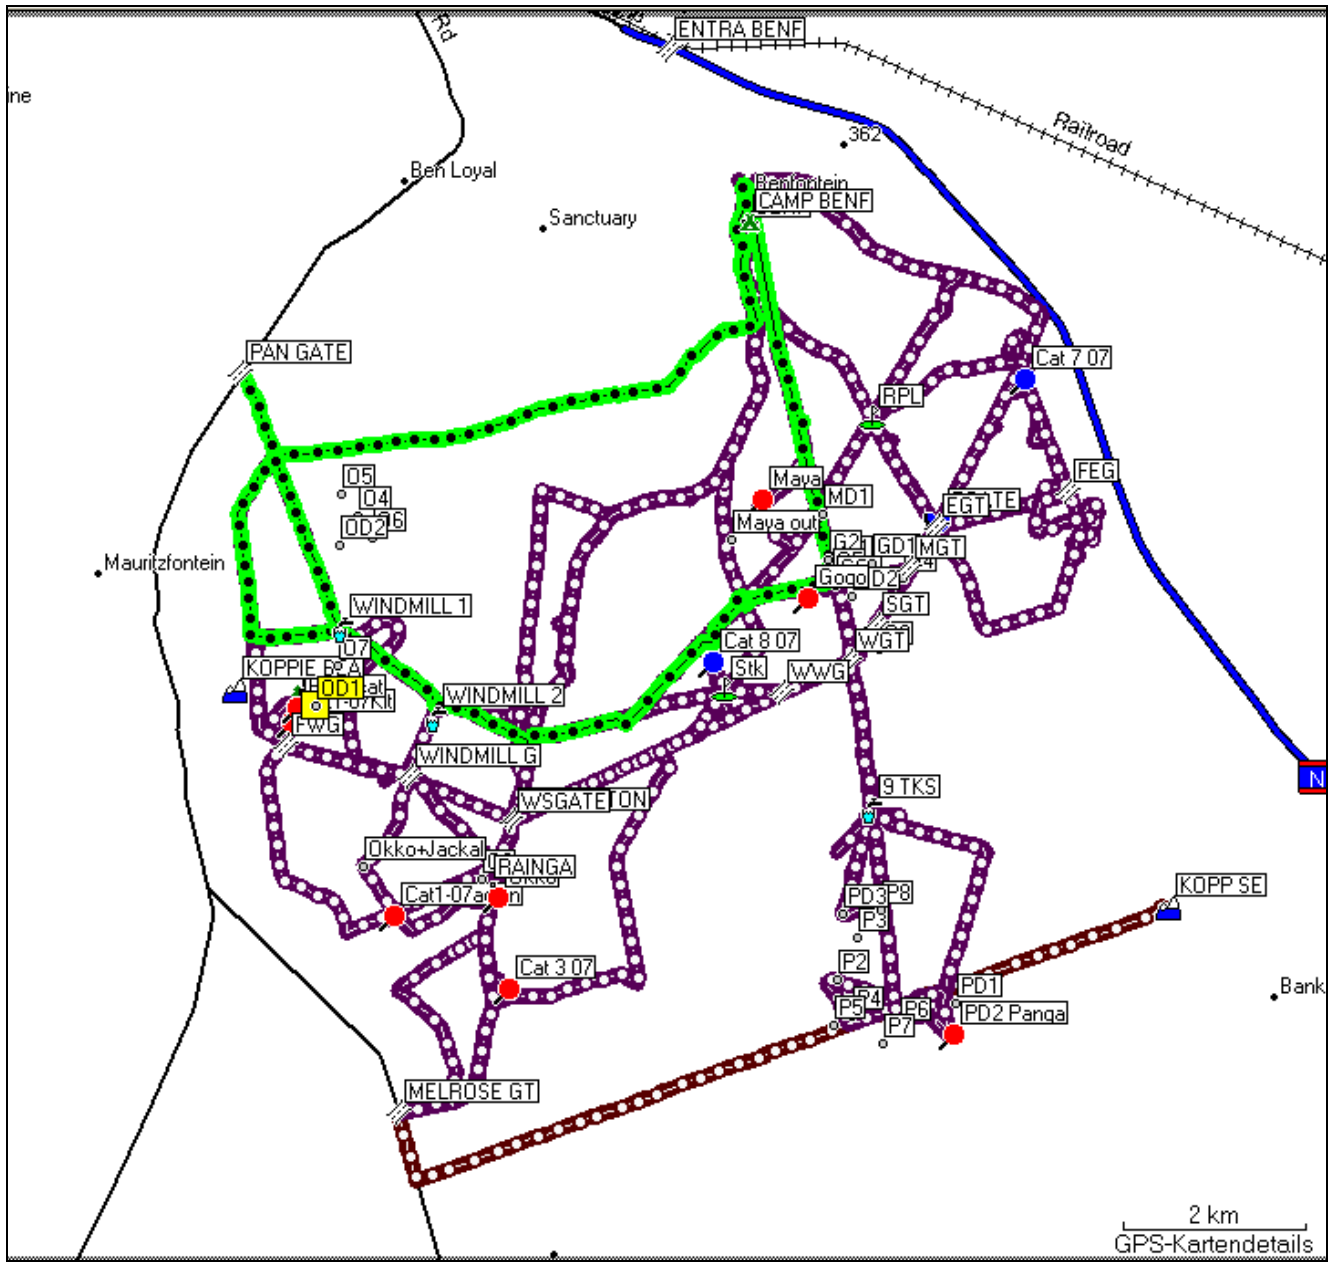 Rd
ENTRA BENF
ine
Railroad
362
Ben Loyal
Benfontein
CAMP BENF
Sanctuary
PAN GATE
Cat 7 07
RPL
FEG
Maya
O5
O4
MD1
EGT
OD2
Maya out
G2
GD1
MGT
Mauritzfontein
Gogo
D2
WINDMILL 1
SGT
O7
Cat 8 07
WGT
KOPPIE
Stk
WWG
OD1
WINDMILL 2
FWG
WINDMILL G
9 TKS
WSGATE
TON
Okko+Jackal
RAINGA
KOPP SE
Cat1-07
PD3
P8
P3
Cat 3 07
P2
PD1
Bank
P4
P5
P6
PD2 Panga
P7
MELROSE GT
N
2 km
GPS-Kartendetails